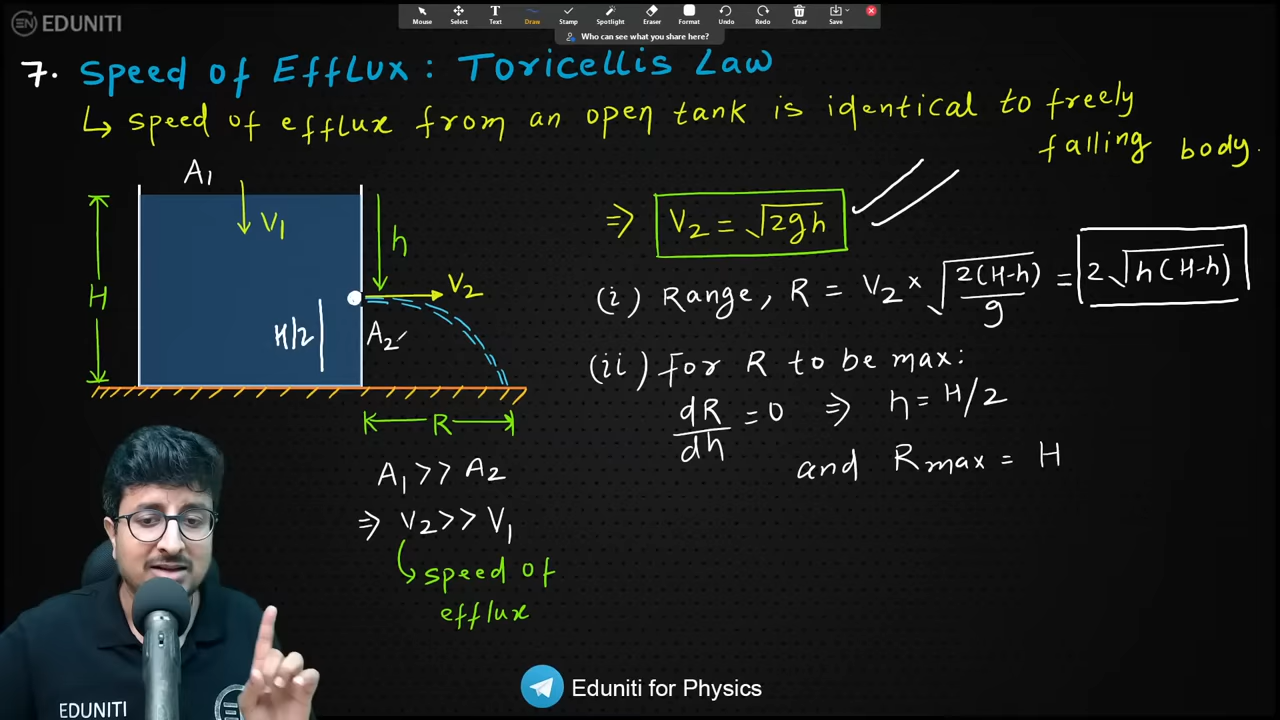 EDUNITI
Mouse Select Text Draw Stamp Spotlight Eraser Format Undo Redo Clear Save
Who can see what you share here?
7. Speed of Efflux : Toricellis Law
↳ speed of efflux from an open tank is identical to freely
falling body.
A₁
V₁
h
H
V₂
H/2
A₂
R
A₁ >> A₂
⇒ V₂ >> V₁
↳ speed of
efflux
⇒ V₂ = √2gh
(i) Range, R = V₂ × √2(H-h)/g = 2√h(H-h)
(ii) For R to be max:
dR/dh = 0 ⇒ h = H/2
and Rmax = H
EDUNITI
Eduniti for Physics